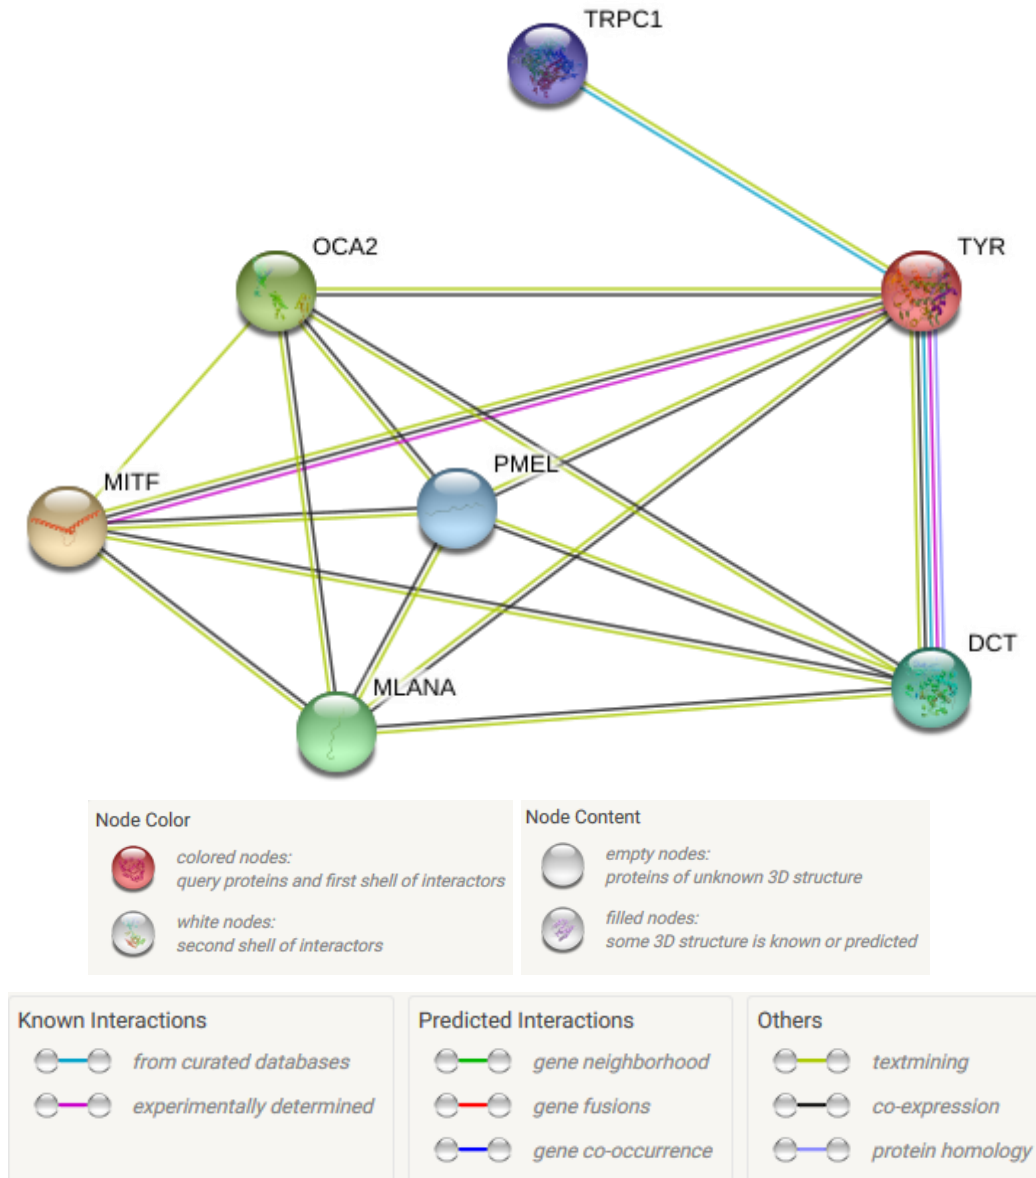 TRPC1
OCA2
TYR
PMEL
MITF
DCT
MLANA
Node Color
colored nodes:
query proteins and first shell of interactors
white nodes:
second shell of interactors
Node Content
empty nodes:
proteins of unknown 3D structure
filled nodes:
some 3D structure is known or predicted
Known Interactions
from curated databases
experimentally determined
Predicted Interactions
gene neighborhood
gene fusions
gene co-occurrence
Others
textmining
co-expression
protein homology